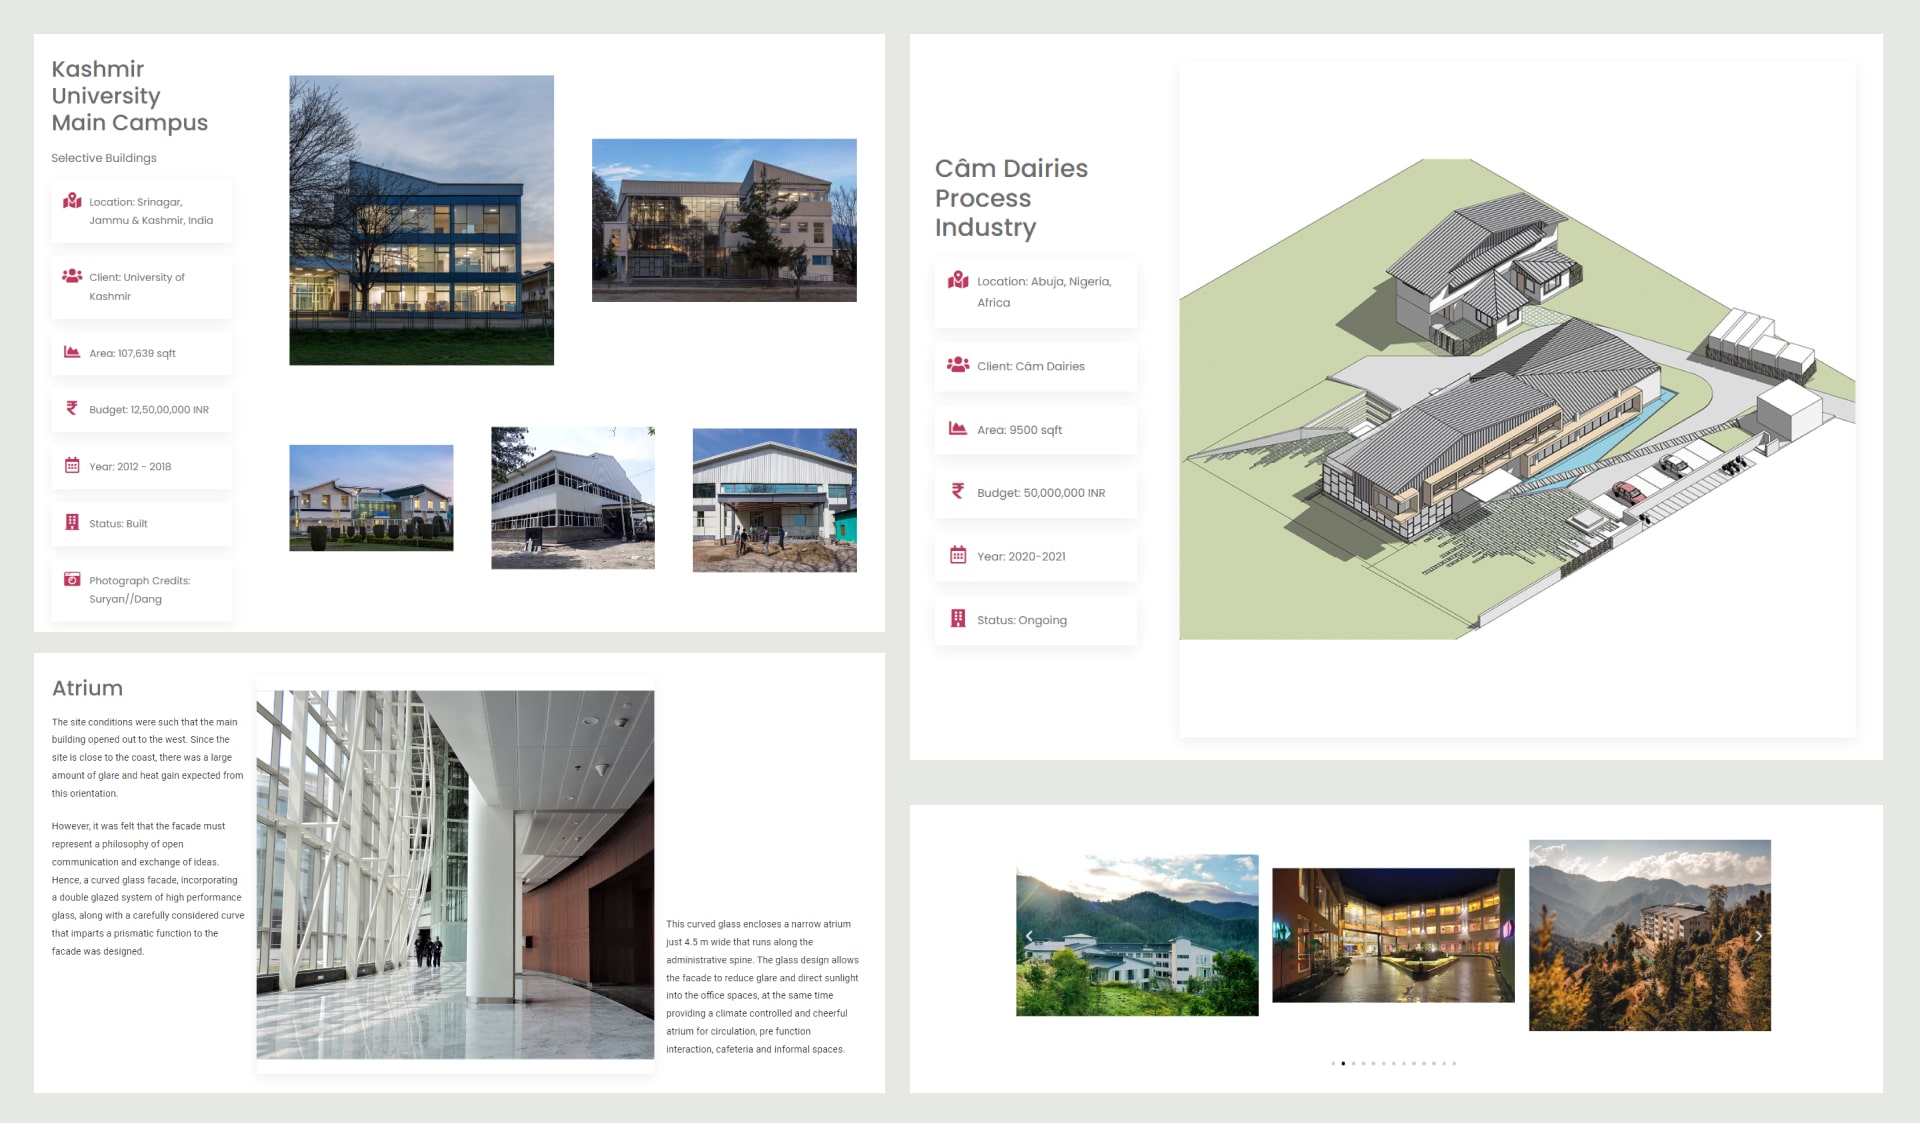 Kashmir
University
Main Campus
Selective Buildings
Location: Srinagar,
Jammu & Kashmir, India
Client: University of
Kashmir
Area: 107,639 sqft
Budget: 12,50,00,000 INR
Year: 2012 - 2018
Status: Built
Photograph Credits:
Suryan//Dang
Câm Dairies
Process
Industry
Location: Abuja, Nigeria,
Africa
Client: Câm Dairies
Area: 9500 sqft
Budget: 50,000,000 INR
Year: 2020-2021
Status: Ongoing
Atrium
The site conditions were such that the main
building opened out to the west. Since the
site is close to the coast, there was a large
amount of glare and heat gain expected from
this orientation.
However, it was felt that the facade must
represent a philosophy of open
communication and exchange of ideas.
Hence, a curved glass facade, incorporating
a double glazed system of high performance
glass, along with a carefully considered curve
that imparts a prismatic function to the
facade was designed.
This curved glass encloses a narrow atrium
just 4.5 m wide that runs along the
administrative spine. The glass design allows
the facade to reduce glare and direct sunlight
into the office spaces, at the same time
providing a climate controlled and cheerful
atrium for circulation, pre function
interaction, cafeteria and informal spaces.